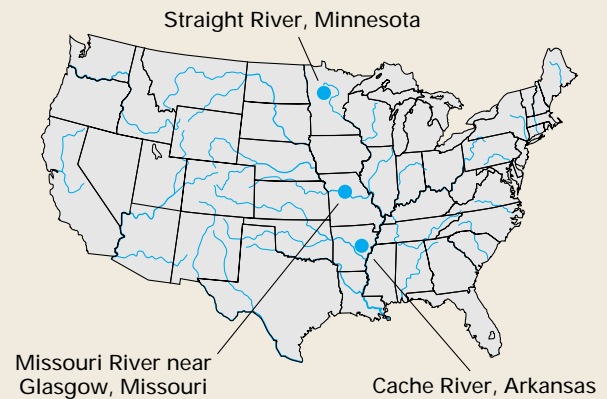 Straight River, Minnesota
Missouri River near
Glasgow, Missouri
Cache River, Arkansas